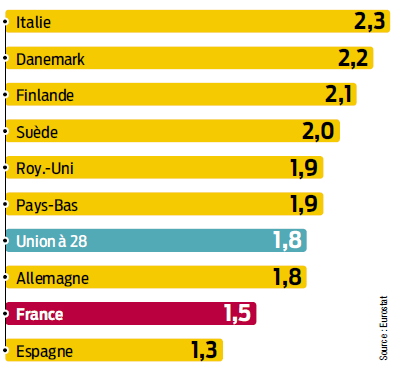 Italie 2,3
Danemark 2,2
Finlande 2,1
Suède 2,0
Roy.-Uni 1,9
Pays-Bas 1,9
Union à 28 1,8
Allemagne 1,8
France 1,5
Espagne 1,3
Source : Eurostat